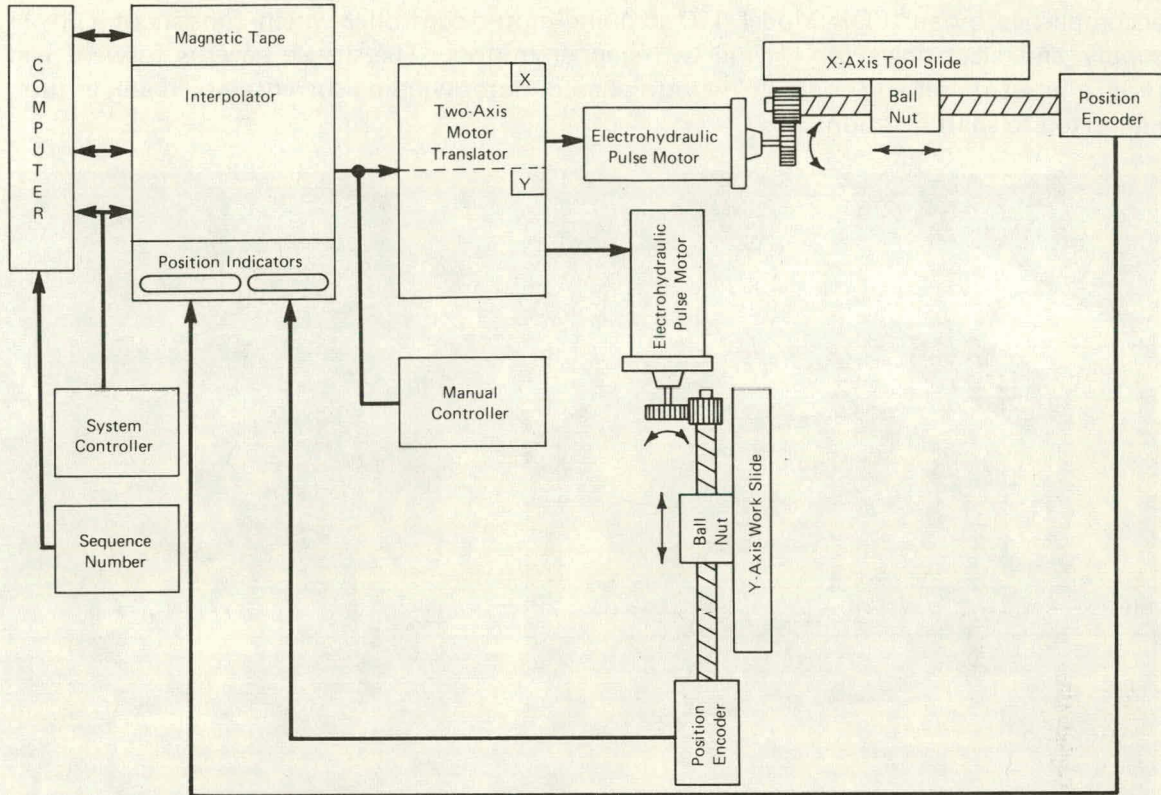 COMPUTER
Magnetic Tape
Interpolator
Position Indicators
Two-Axis
Motor
Translator
X
Y
Electrohydraulic
Pulse Motor
X-Axis Tool Slide
Ball
Nut
Position
Encoder
Electrohydraulic
Pulse Motor
Manual
Controller
System
Controller
Sequence
Number
Ball
Nut
Y-Axis Work Slide
Position
Encoder